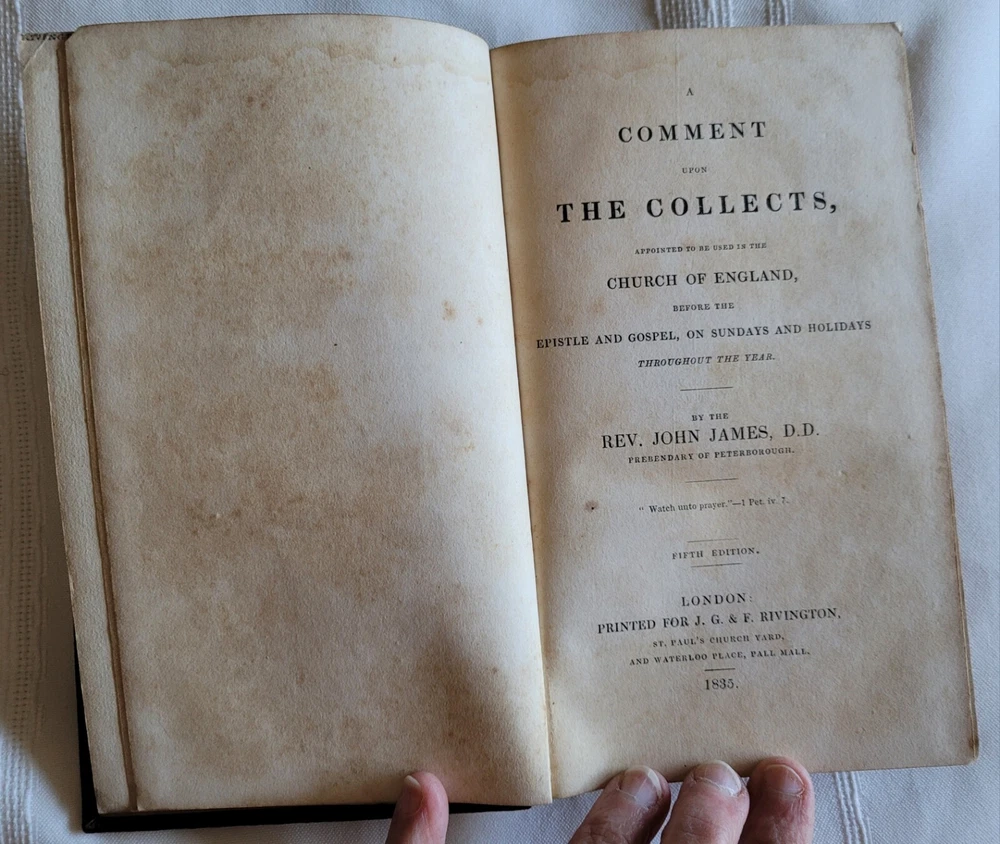 A
COMMENT
UPON
THE COLLECTS,
APPOINTED TO BE USED IN THE
CHURCH OF ENGLAND,
BEFORE THE
EPISTLE AND GOSPEL, ON SUNDAYS AND HOLIDAYS
THROUGHOUT THE YEAR.
BY THE
REV. JOHN JAMES, D.D.
PREBENDARY OF PETERBOROUGH.
“ Watch unto prayer.”—1 Pet. iv. 7.
FIFTH EDITION.
LONDON:
PRINTED FOR J. G. & F. RIVINGTON,
ST. PAUL'S CHURCH YARD,
AND WATERLOO PLACE, PALL MALL.
1835.